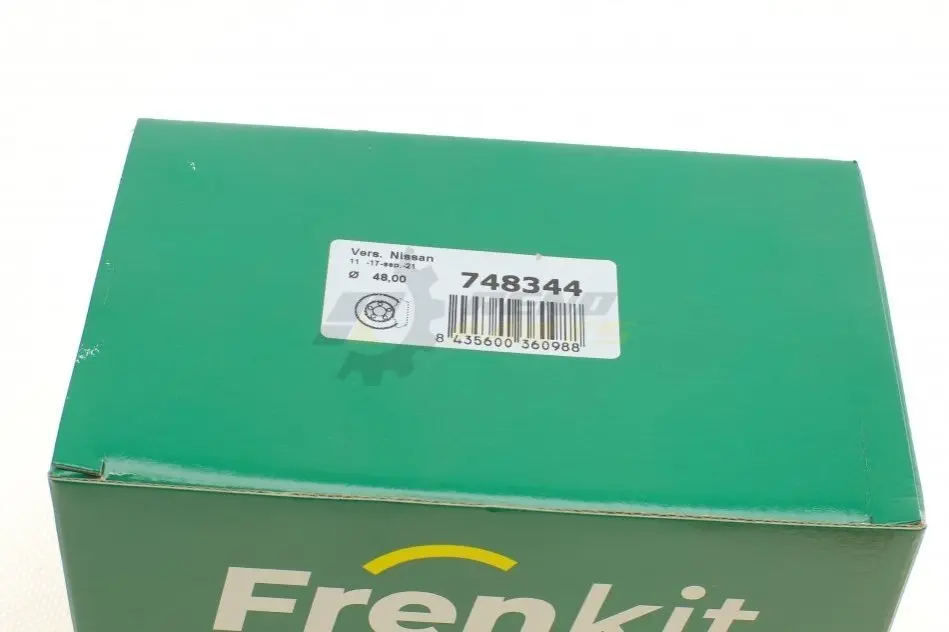 Vers. Nissan
11 -17-sep.-21
Ø 48,00
748344
8 435600 360988
Frenkit